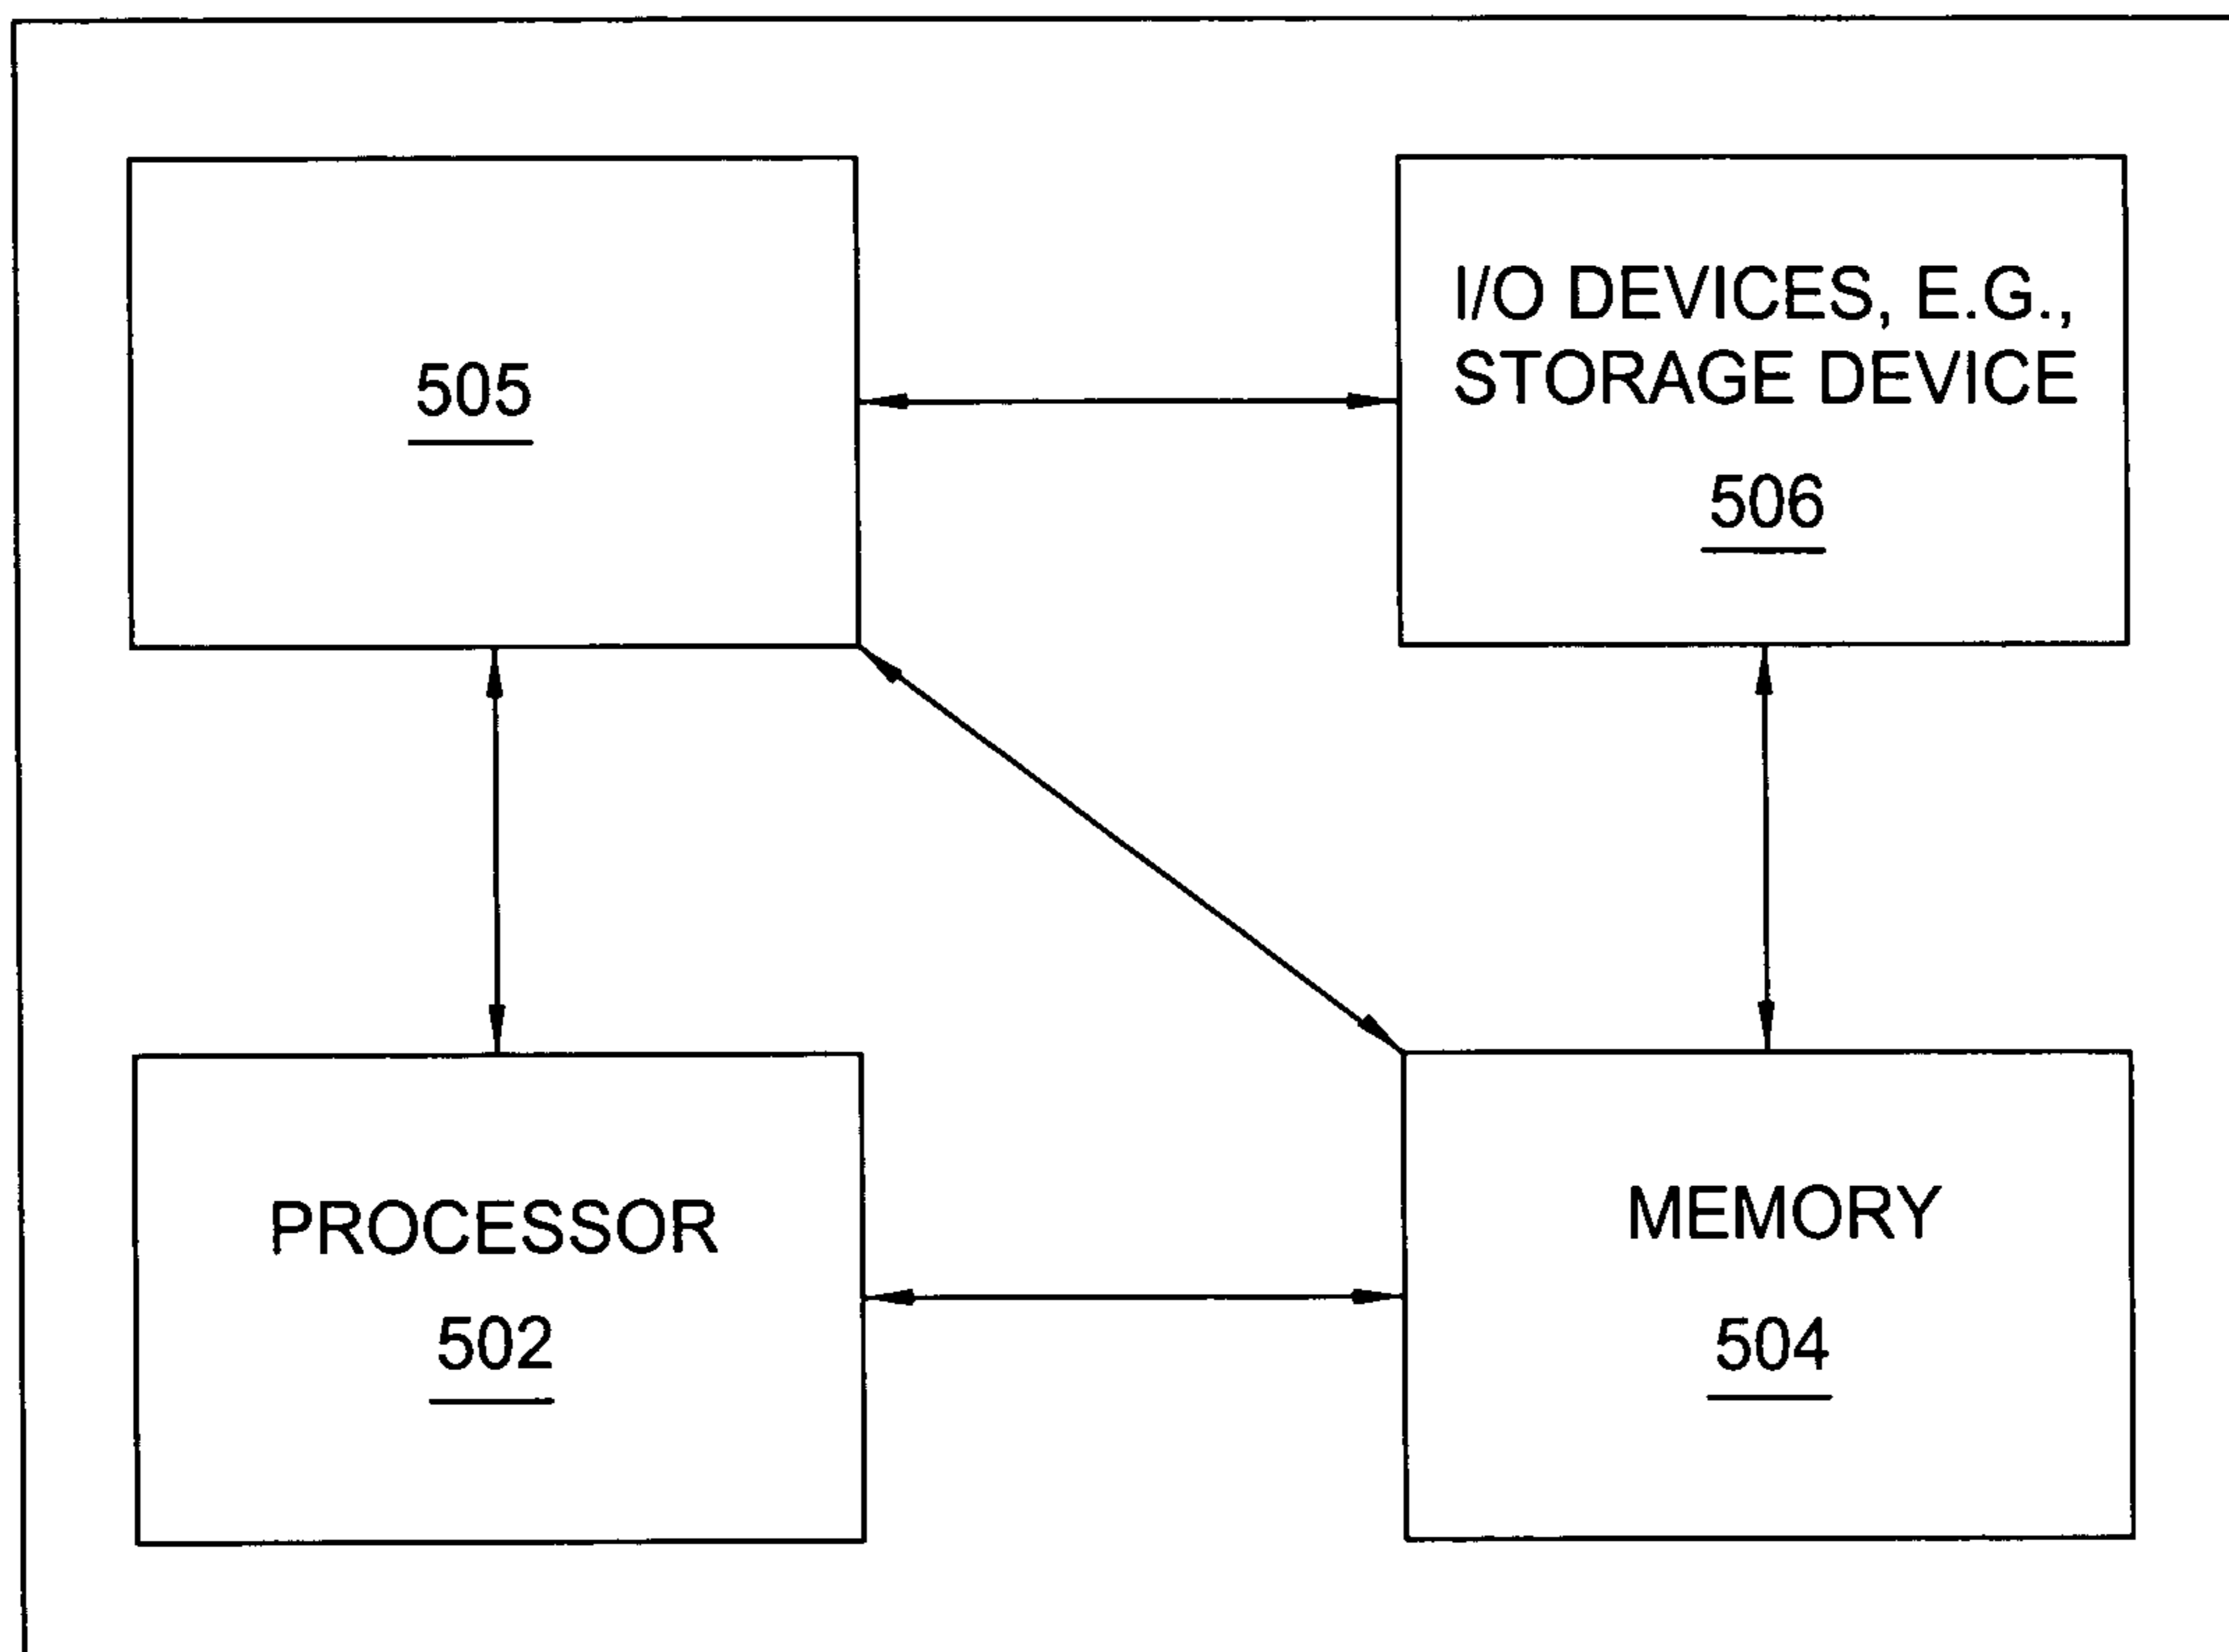 505
I/O DEVICES, E.G.,
STORAGE DEVICE
506
PROCESSOR
502
MEMORY
504